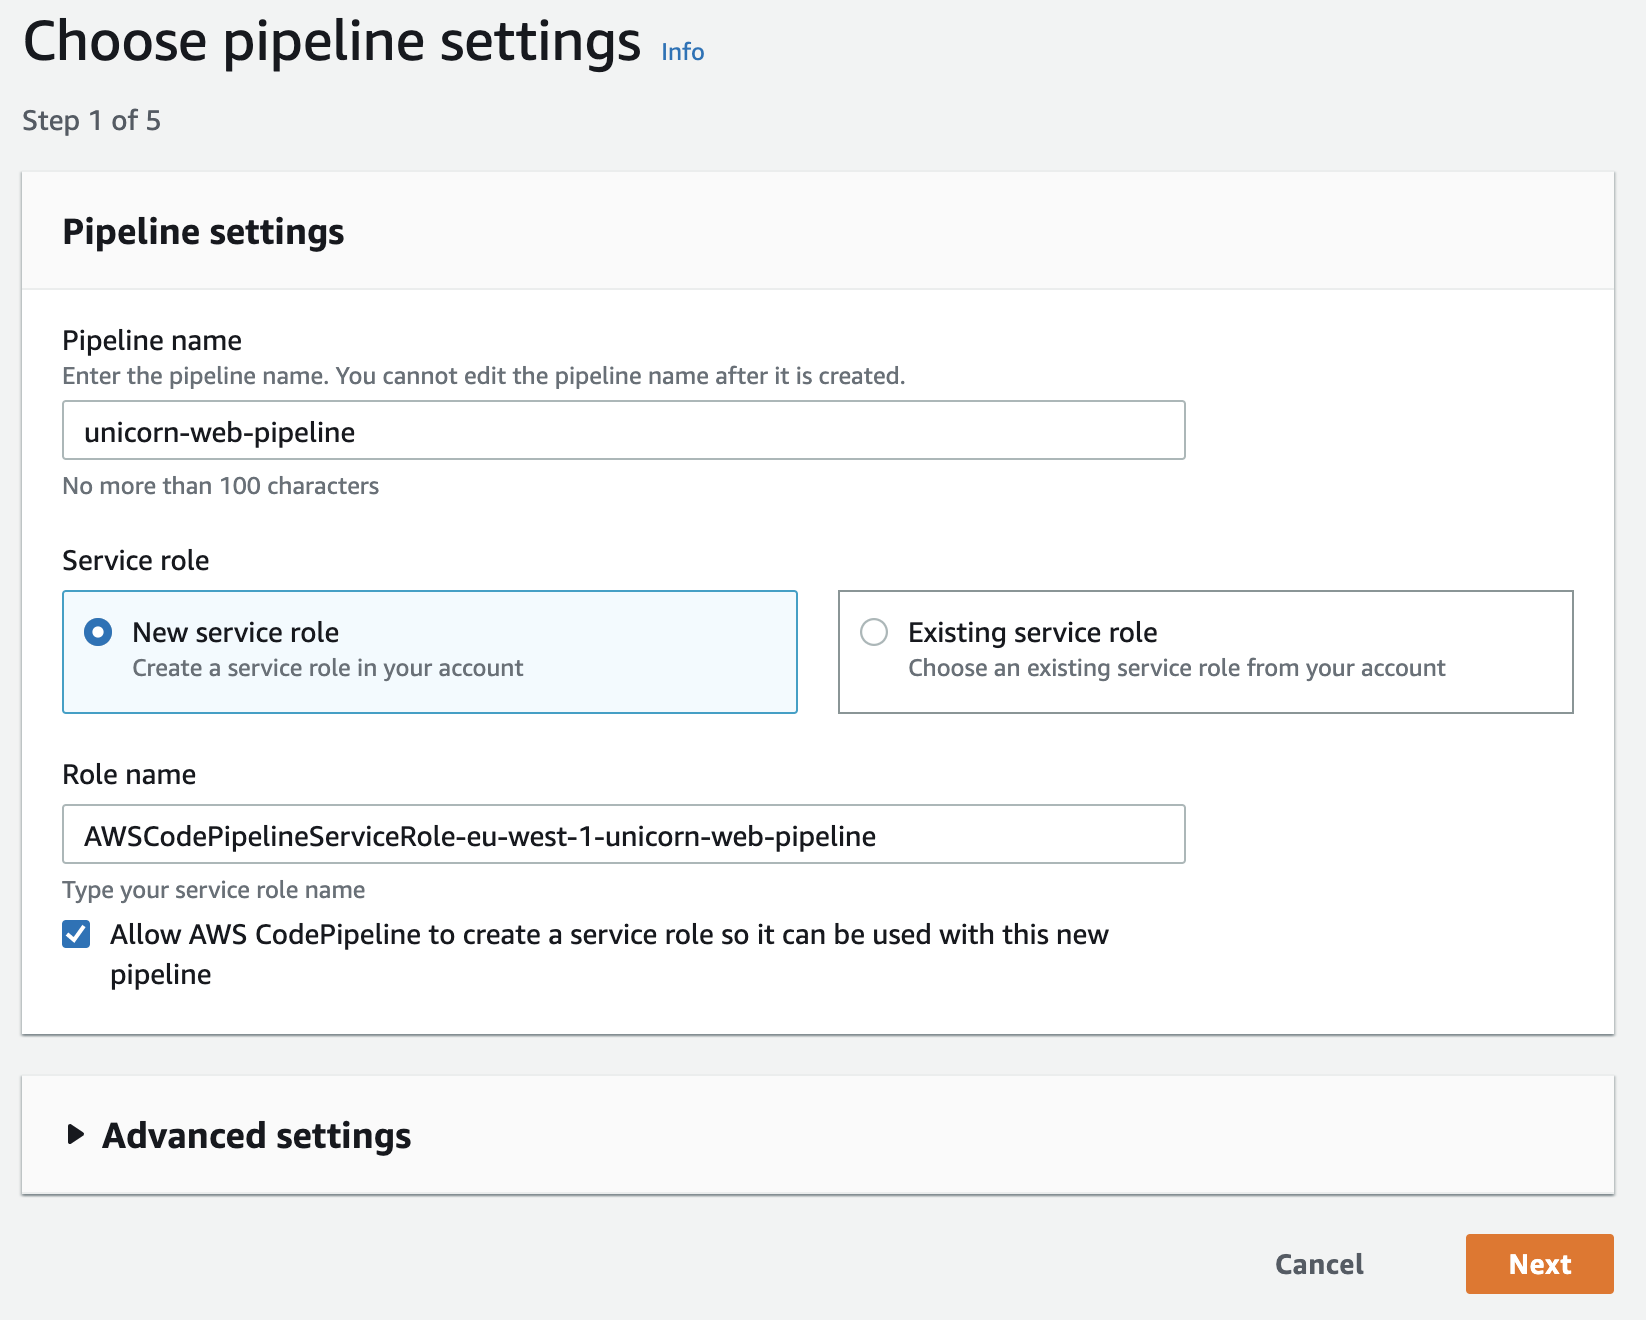 Choose pipeline settings Info
Step 1 of 5
Pipeline settings
Pipeline name
Enter the pipeline name. You cannot edit the pipeline name after it is created.
unicorn-web-pipeline
No more than 100 characters
Service role
New service role
Create a service role in your account
Existing service role
Choose an existing service role from your account
Role name
AWSCodePipelineServiceRole-eu-west-1-unicorn-web-pipeline
Type your service role name
Allow AWS CodePipeline to create a service role so it can be used with this new
pipeline
Advanced settings
Cancel
Next